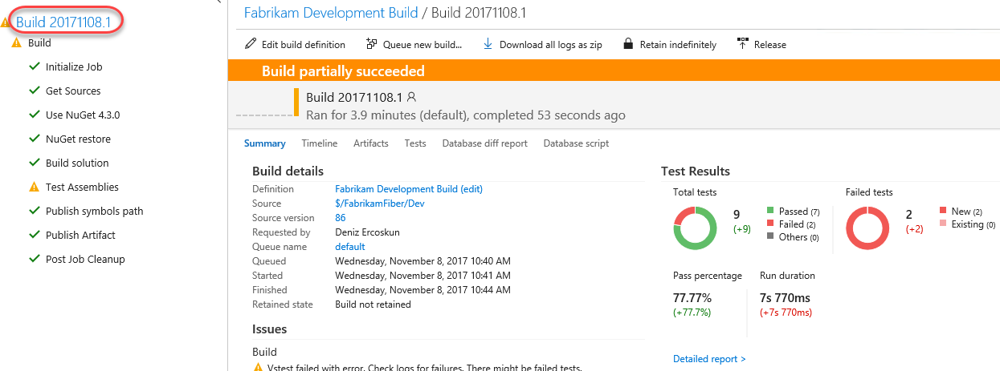 Build 20171108.1
Build
Initialize Job
Get Sources
Use NuGet 4.3.0
NuGet restore
Build solution
Test Assemblies
Publish symbols path
Publish Artifact
Post Job Cleanup
Fabrikam Development Build / Build 20171108.1
Edit build definition Queue new build... Download all logs as zip Retain indefinitely Release
Build partially succeeded
Build 20171108.1
Ran for 3.9 minutes (default), completed 53 seconds ago
Summary Timeline Artifacts Tests Database diff report Database script
Build details
Definition Fabrikam Development Build (edit)
Source $/FabrikamFiber/Dev
Source version 86
Requested by Deniz Ercoskun
Queue name default
Queued Wednesday, November 8, 2017 10:40 AM
Started Wednesday, November 8, 2017 10:41 AM
Finished Wednesday, November 8, 2017 10:44 AM
Retained state Build not retained
Issues
Build
Vstest failed with error. Check logs for failures. There might be failed tests.
Test Results
Total tests
9
(+9)
Passed (7)
Failed (2)
Others (0)
Failed tests
2
(+2)
New (2)
Existing (0)
Pass percentage
77.77%
(+77.7%)
Run duration
7s 770ms
(+7s 770ms)
Detailed report >